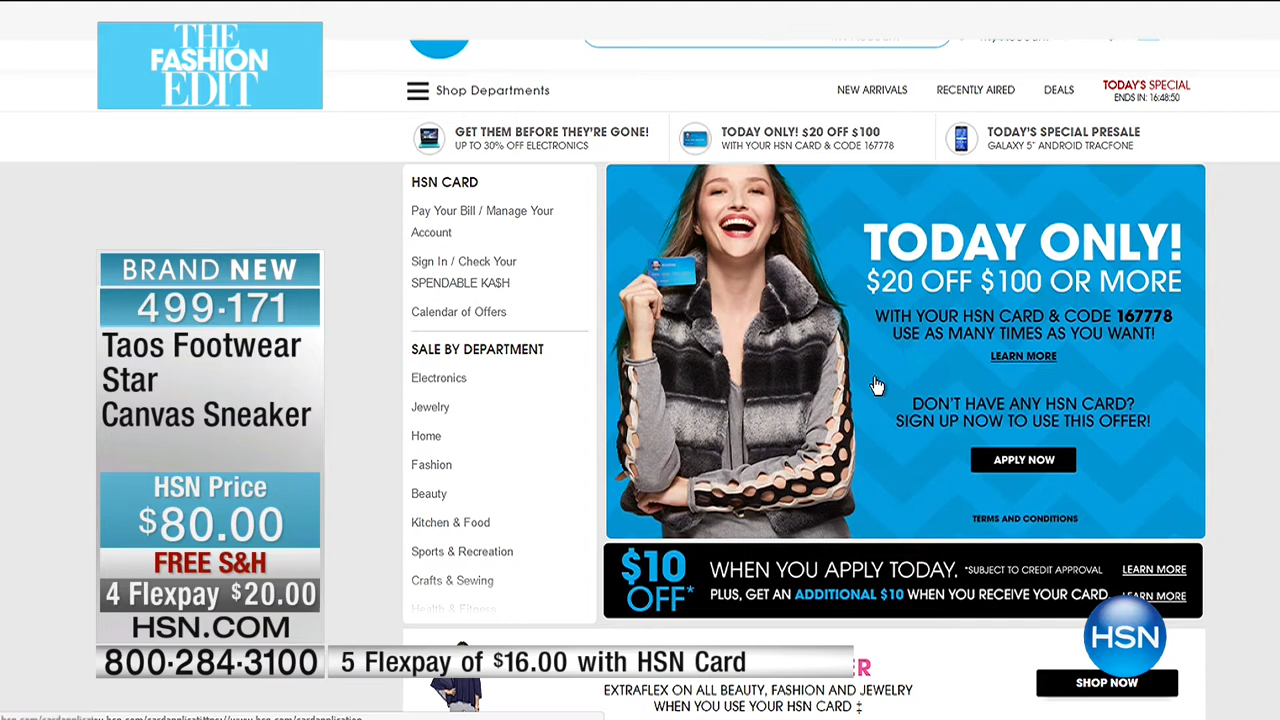 THE
FASHION
EDIT
Shop Departments
NEW ARRIVALS
RECENTLY AIRED
DEALS
TODAY'S SPECIAL
ENDS IN: 16:48:50
GET THEM BEFORE THEY'RE GONE!
UP TO 30% OFF ELECTRONICS
TODAY ONLY! $20 OFF $100
WITH YOUR HSN CARD & CODE 167778
TODAY'S SPECIAL PRESALE
GALAXY 5" ANDROID TRACFONE
BRAND NEW
499-171
Taos Footwear
Star
Canvas Sneaker
HSN Price
$80.00
FREE S&H
4 Flexpay $20.00
HSN.COM
800-284-3100
5 Flexpay of $16.00 with HSN Card
HSN CARD
Pay Your Bill / Manage Your
Account
Sign In / Check Your
SPENDABLE KA$H
Calendar of Offers
SALE BY DEPARTMENT
Electronics
Jewelry
Home
Fashion
Beauty
Kitchen & Food
Sports & Recreation
Crafts & Sewing
Health & Fitness
TODAY ONLY!
$20 OFF $100 OR MORE
WITH YOUR HSN CARD & CODE 167778
USE AS MANY TIMES AS YOU WANT!
LEARN MORE
DON'T HAVE ANY HSN CARD?
SIGN UP NOW TO USE THIS OFFER!
APPLY NOW
TERMS AND CONDITIONS
$10
OFF*
WHEN YOU APPLY TODAY. *SUBJECT TO CREDIT APPROVAL LEARN MORE
PLUS, GET AN ADDITIONAL $10 WHEN YOU RECEIVE YOUR CARD. LEARN MORE
HSN
EXTRAFLEX ON ALL BEAUTY, FASHION AND JEWELRY
WHEN YOU USE YOUR HSN CARD ‡
SHOP NOW